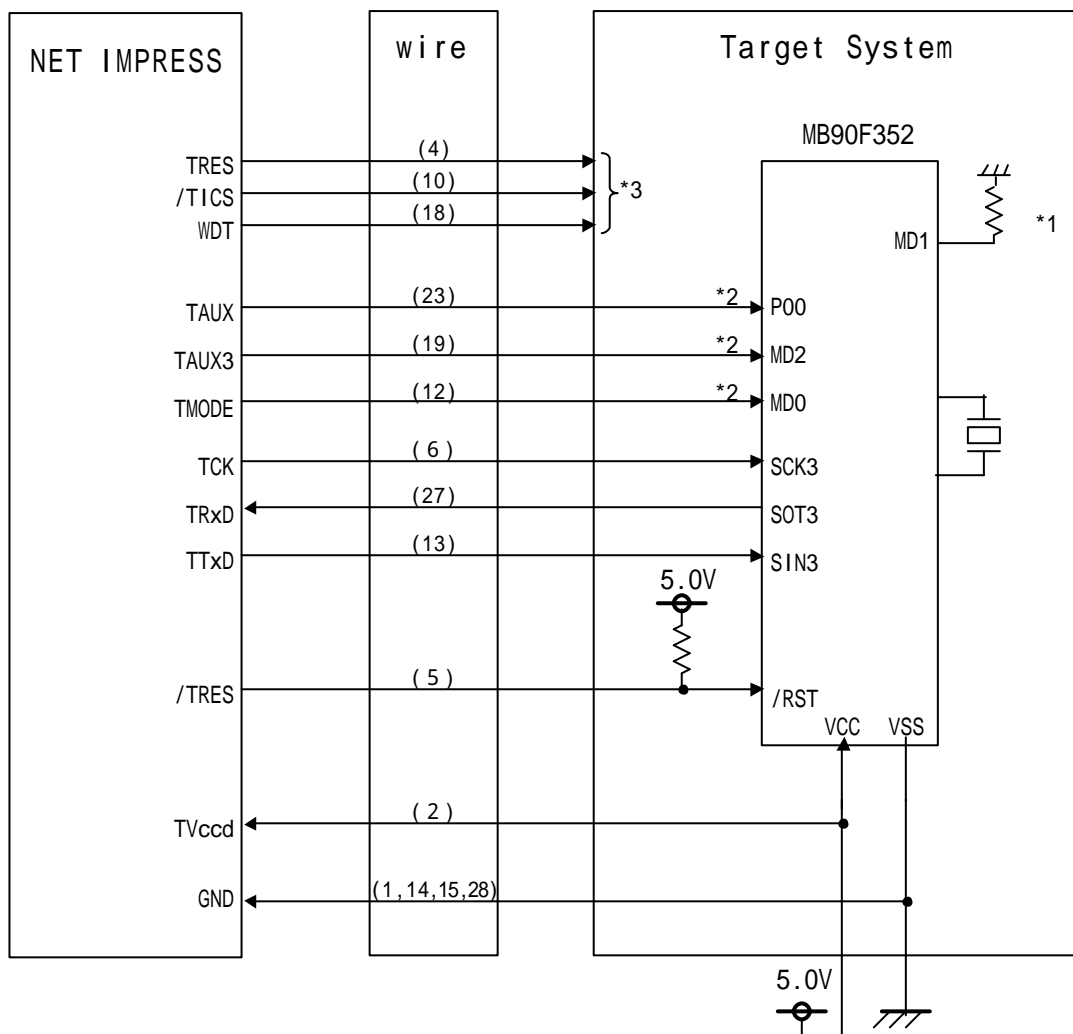 NET IMPRESS
wire
Target System
MB90F352
TRES
(4)
/TICS
(10)
*3
WDT
(18)
MD1
*1
TAUX
(23)
*2
P00
TAUX3
(19)
*2
MD2
TMODE
(12)
*2
MD0
TCK
(6)
SCK3
TRxD
(27)
SOT3
TTxD
(13)
SIN3
5.0V
/TRES
(5)
/RST
VCC
VSS
TVccd
(2)
GND
(1,14,15,28)
5.0V